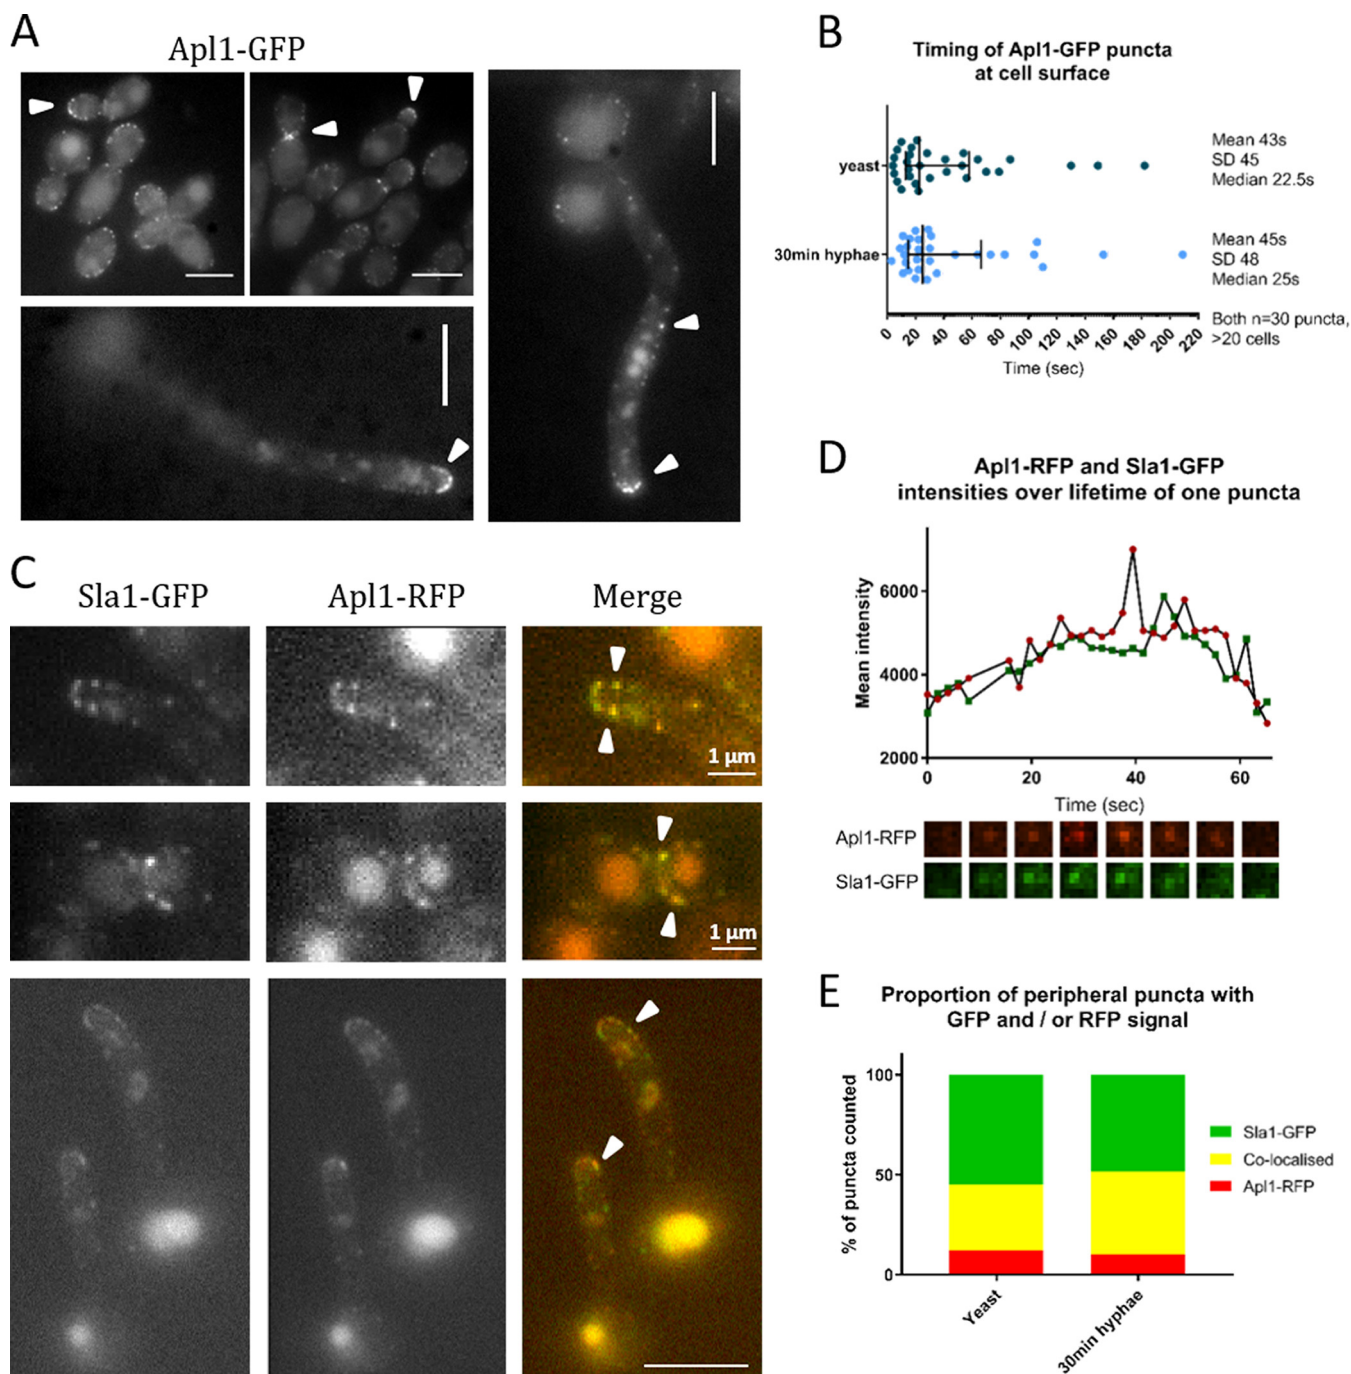 A
Apl1-GFP
B
Timing of Apl1-GFP puncta
at cell surface
yeast
Mean 43s
SD 45
Median 22.5s
30min hyphae
Mean 45s
SD 48
Median 25s
Both n=30 puncta,
>20 cells
0 20 40 60 80 100 120 140 160 180 200 220
Time (sec)
C
Sla1-GFP Apl1-RFP Merge
1 µm
1 µm
D
Apl1-RFP and Sla1-GFP
intensities over lifetime of one puncta
Mean intensity
6000
4000
2000
0 20 40 60
Time (sec)
Apl1-RFP
Sla1-GFP
E
Proportion of peripheral puncta with
GFP and / or RFP signal
% of puncta counted
100
50
0
Yeast
30min hyphae
Sla1-GFP
Co-localised
Apl1-RFP